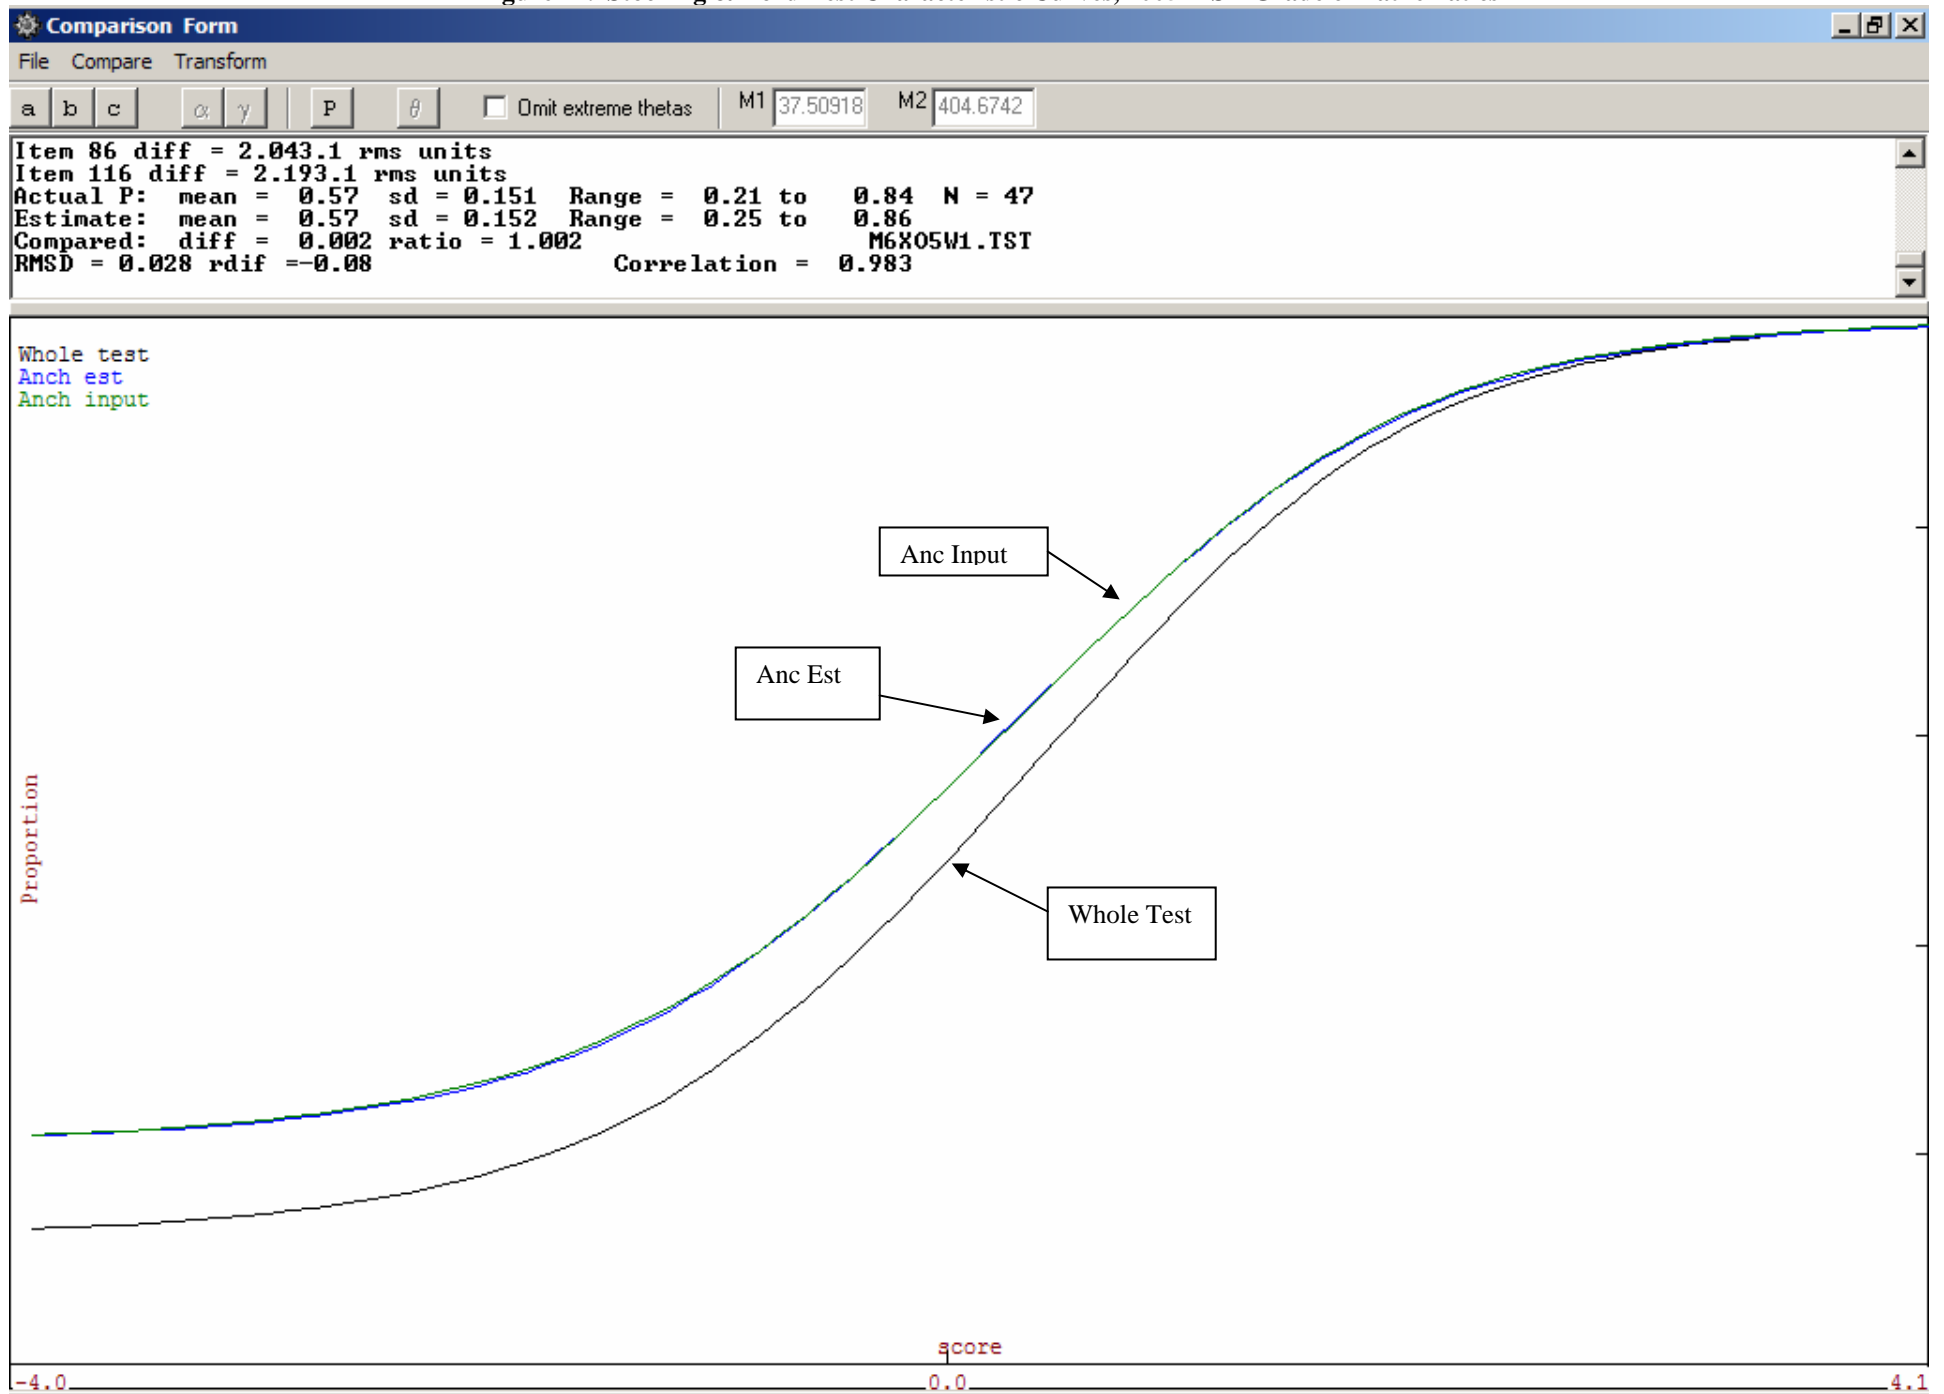 Comparison Form
File Compare Transform
a b c α γ P θ Omit extreme thetas M1 37.50918 M2 404.6742
Item 86 diff = 2.043.1 rms units
Item 116 diff = 2.193.1 rms units
Actual P: mean = 0.57 sd = 0.151 Range = 0.21 to 0.84 N = 47
Estimate: mean = 0.57 sd = 0.152 Range = 0.25 to 0.86
Compared: diff = 0.002 ratio = 1.002 M6XO5W1.TST
RMSD = 0.028 rdif =-0.08 Correlation = 0.983
Whole test
Anch est
Anch input
Anc Input
Anc Est
Proportion
Whole Test
score
-4.0 0.0 4.1